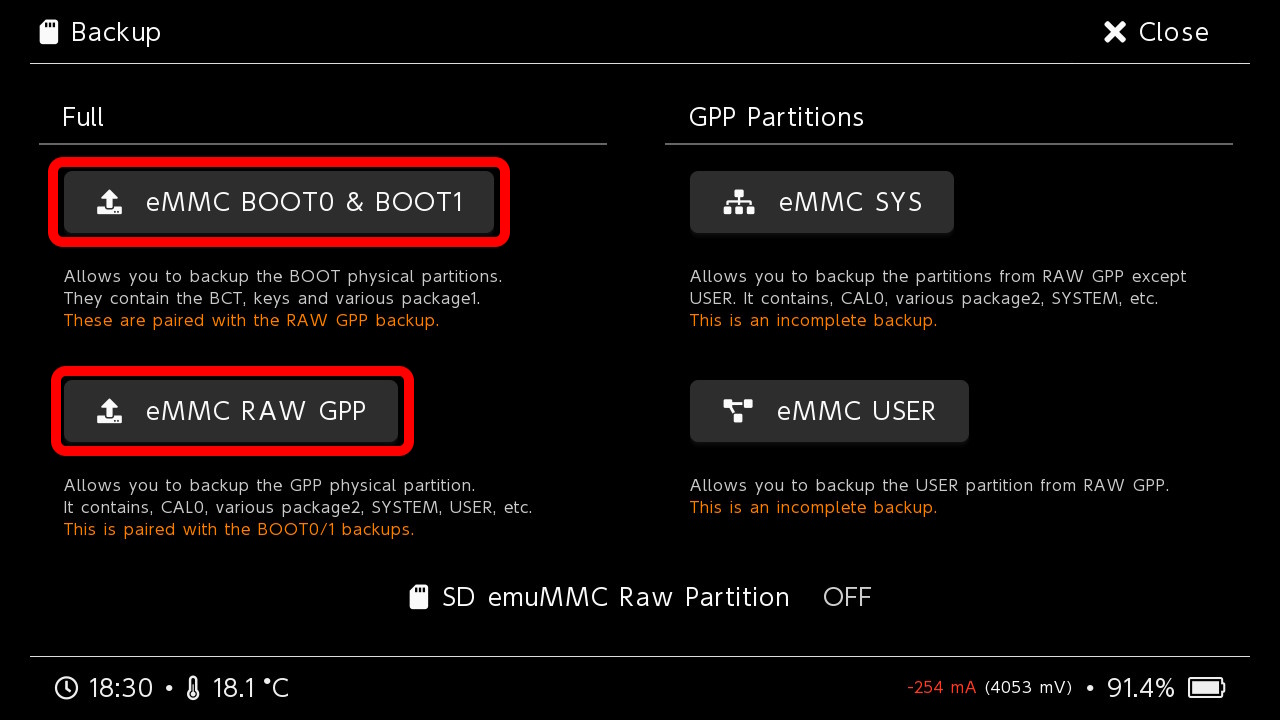 Backup
Close
Full
eMMC BOOT0 & BOOT1
Allows you to backup the BOOT physical partitions.
They contain the BCT, keys and various package1.
These are paired with the RAW GPP backup.
eMMC RAW GPP
Allows you to backup the GPP physical partition.
It contains, CAL0, various package2, SYSTEM, USER, etc.
This is paired with the BOOT0/1 backups.
GPP Partitions
eMMC SYS
Allows you to backup the partitions from RAW GPP except
USER. It contains, CAL0, various package2, SYSTEM, etc.
This is an incomplete backup.
eMMC USER
Allows you to backup the USER partition from RAW GPP.
This is an incomplete backup.
SD emuMMC Raw Partition OFF
18:30 • 18.1 °C
-254 mA (4053 mV) • 91.4%